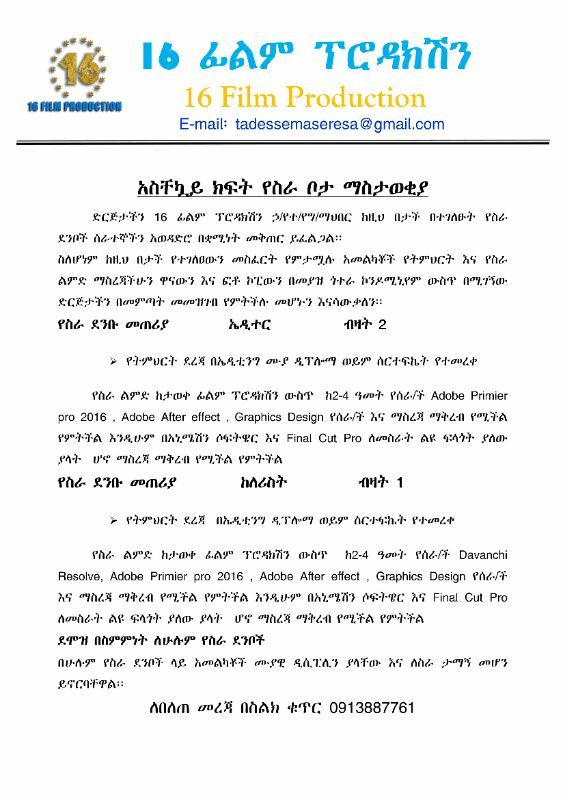 16 ፊልም ፕሮዳክሽን
16
16 FILM PRODUCTION
16 Film Production
E-mail: tadessemaseresa@gmail.com
አስቸኳይ ክፍት የስራ ቦታ ማስታወቂያ
ድርጅታችን 16 ፊልም ፕሮዳክሽን ኃ/የተ/የግ/ማህበር ከዚህ በታች በተገለፁት የስራ
ደንቦች ሰራተኞችን አወዳድሮ በቋሚነት መቅጠር ይፈልጋል፡፡
ስለሆነም ከዚህ በታች የተገለፀውን መስፈርት የምታሟሉ አመልካቾች የትምህርት እና የስራ
ልምድ ማስረጃችሁን ዋናውን እና ፎቶ ኮፒውን በመያዝ ጎተራ ኮንዶሚኒየም ውስጥ በሚገኘው
ድርጅታችን በመምጣት መመዝገብ የምትችሉ መሆኑን እናሳውቃለን፡፡
የስራ ደንቡ መጠሪያ ኤዲተር ብዛት 2
➢ የትምህርት ደረጃ በኤዲቲንግ ሙያ ዲፕሎማ ወይም ሰርተፍኬት የተመረቀ
የስራ ልምድ ከታወቀ ፊልም ፕሮዳክሽን ውስጥ ከ2-4 ዓመት የሰራ/ች Adobe Primier
pro 2016 , Adobe After effect , Graphics Design የሰራ/ች እና ማስረጃ ማቅረብ የሚችል
የምትችል እንዲሁም በአኒሜሽን ሶፍትዌር እና Final Cut Pro ለመስራት ልዩ ፍላጎት ያለው
ያላት ሆኖ ማስረጃ ማቅረብ የሚችል የምትችል
የስራ ደንቡ መጠሪያ ከለሪስት ብዛት 1
➢ የትምህርት ደረጃ በኤዲቲንግ ዲፕሎማ ወይም ስርተፍኬት የተመረቀ
የስራ ልምድ ከታወቀ ፊልም ፕሮዳክሽን ውስጥ ከ2-4 ዓመት የሰራ/ች Davanchi
Resolve, Adobe Primier pro 2016 , Adobe After effect , Graphics Design የሰራ/ች
እና ማስረጃ ማቅረብ የሚችል የምትችል እንዲሁም በአኒሜሽን ሶፍትዌር እና Final Cut Pro
ለመስራት ልዩ ፍላጎት ያለው ያላት ሆኖ ማስረጃ ማቅረብ የሚችል የምትችል
ደሞዝ በስምምነት ለሁሉም የስራ ደንቦች
በሁሉም የስራ ደንቦች ላይ አመልካቾች ሙያዊ ዲሲፒሊን ያላቸው እና ለስራ ታማኝ መሆን
ይኖርባቸዋል፡፡
ለበለጠ መረጃ በስልክ ቁጥር 0913887761